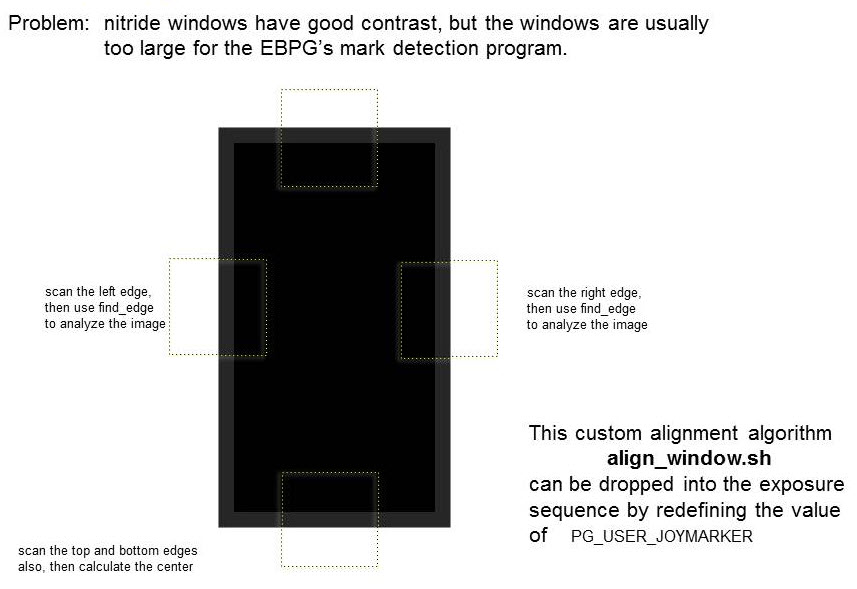 Problem: nitride windows have good contrast, but the windows are usually
too large for the EBPG's mark detection program.
scan the left edge,
then use find_edge
to analyze the image
scan the right edge,
then use find_edge
to analyze the image
This custom alignment algorithm
align_window.sh
can be dropped into the exposure
sequence by redefining the value
of PG_USER_JOYMARKER
scan the top and bottom edges
also, then calculate the center